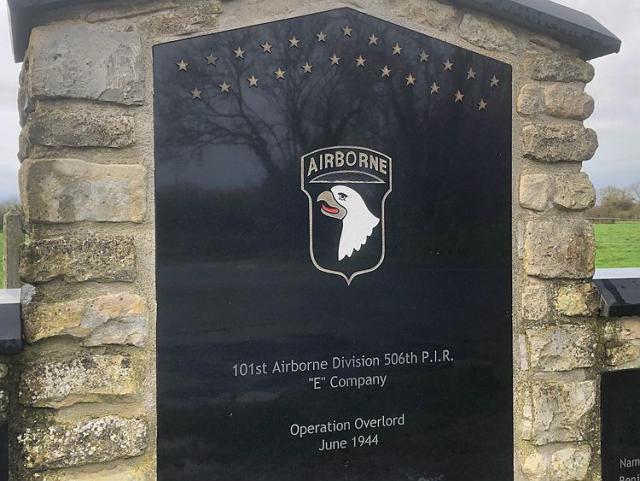 AIRBORNE
101st Airborne Division 506th P.I.R.
"E" Company
Operation Overlord
June 1944